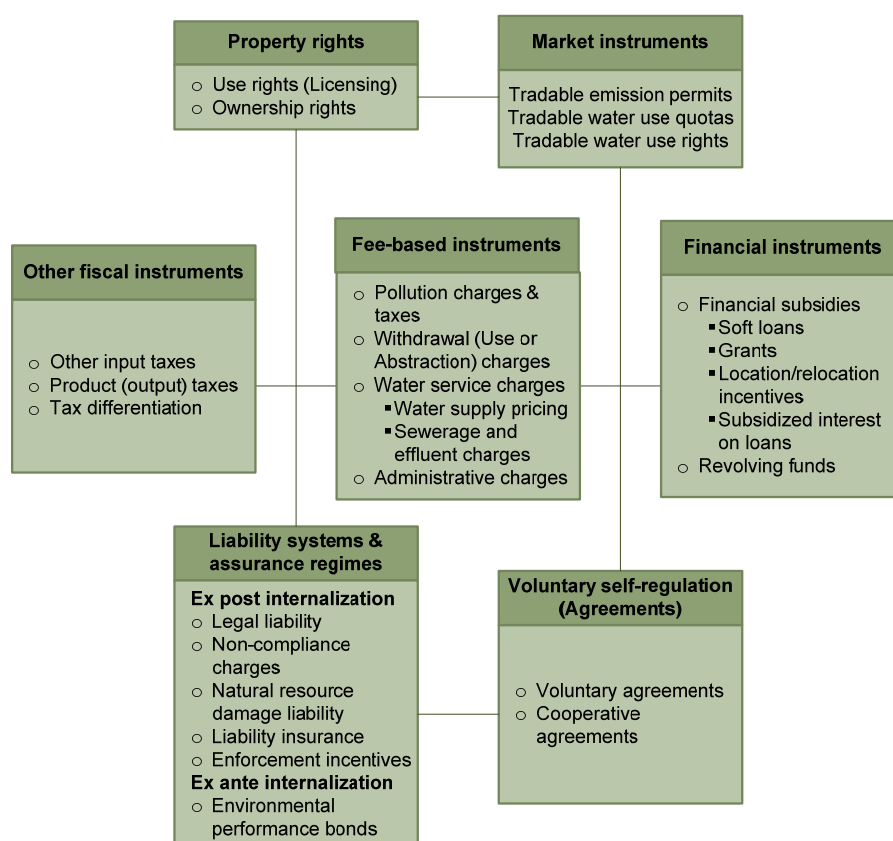 Property rights
○ Use rights (Licensing)
○ Ownership rights
Market instruments
Tradable emission permits
Tradable water use quotas
Tradable water use rights
Other fiscal instruments
○ Other input taxes
○ Product (output) taxes
○ Tax differentiation
Fee-based instruments
○ Pollution charges &
taxes
○ Withdrawal (Use or
Abstraction) charges
○ Water service charges
▪Water supply pricing
▪Sewerage and
effluent charges
○ Administrative charges
Financial instruments
○ Financial subsidies
▪Soft loans
▪Grants
▪Location/relocation
incentives
▪Subsidized interest
on loans
○ Revolving funds
Liability systems &
assurance regimes
Ex post internalization
○ Legal liability
○ Non-compliance
charges
○ Natural resource
damage liability
○ Liability insurance
○ Enforcement incentives
Ex ante internalization
○ Environmental
performance bonds
Voluntary self-regulation
(Agreements)
○ Voluntary agreements
○ Cooperative
agreements